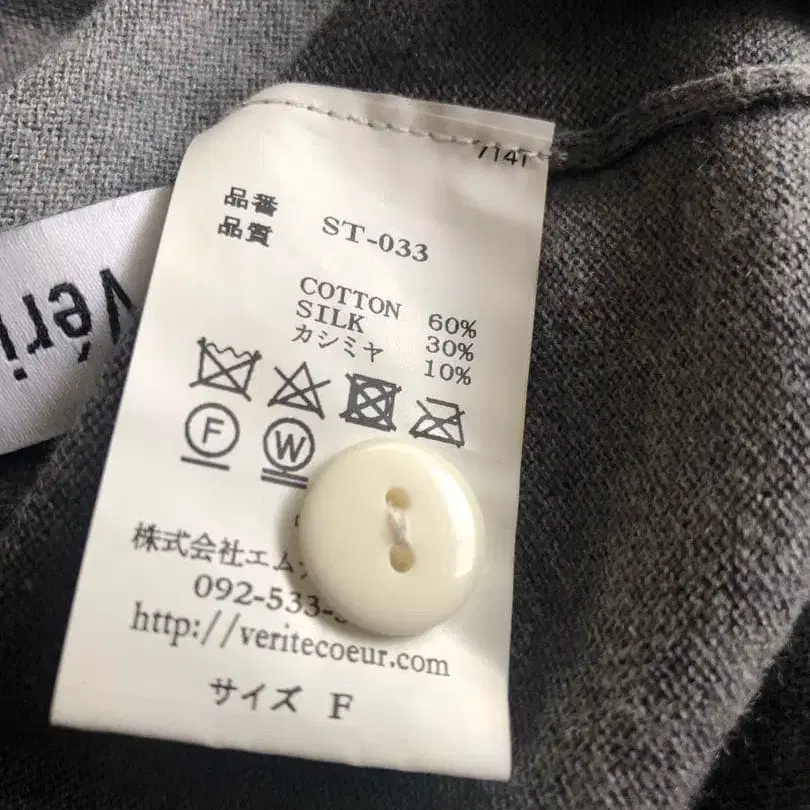 7141
品番 ST-033
品質
COTTON 60%
SILK 30%
カシミヤ 10%
F
W
株式会社エム
092-533-
http://veritecoeur.com
サイズ F
Véri